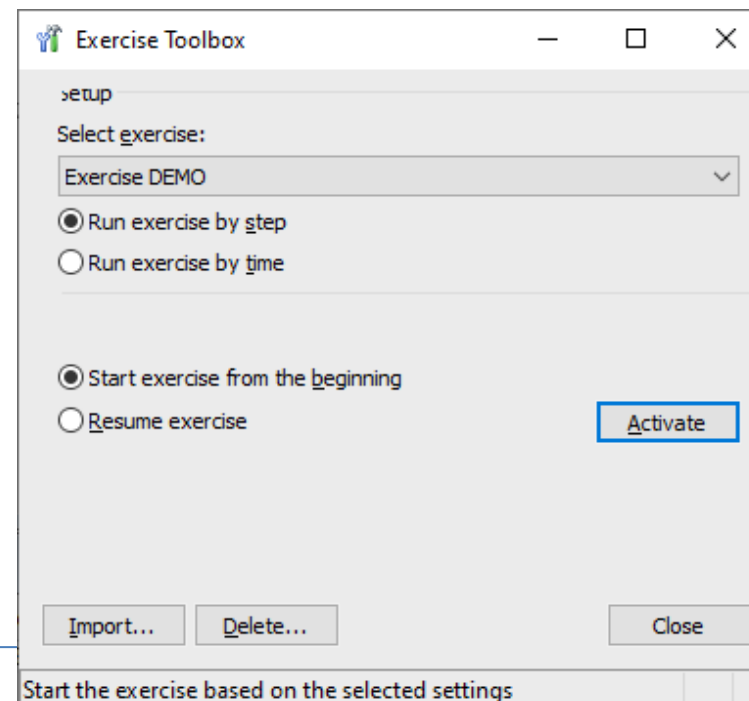 Exercise Toolbox
Setup
Select exercise:
Exercise DEMO
Run exercise by step
Run exercise by time
Start exercise from the beginning
Resume exercise
Activate
Import...
Delete...
Close
Start the exercise based on the selected settings